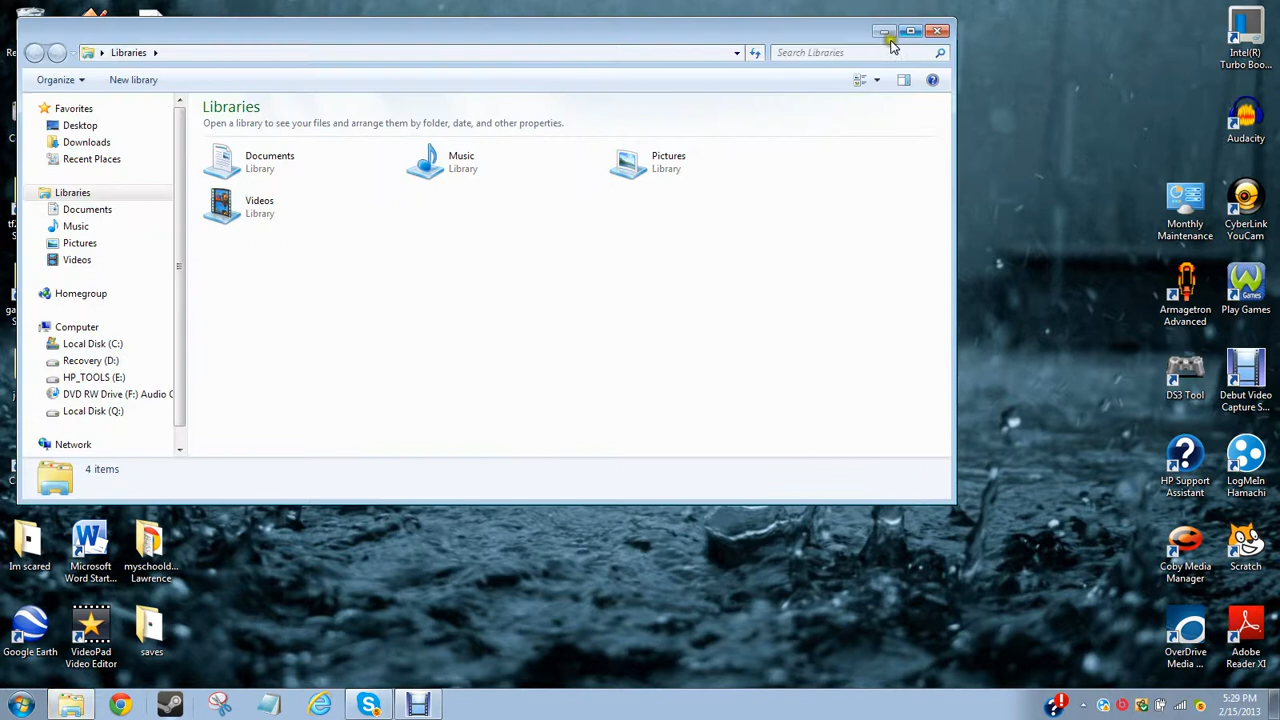 Libraries
Search Libraries
Organize
New library
Favorites
Desktop
Downloads
Recent Places
Libraries
Documents
Music
Pictures
Videos
Homegroup
Computer
Local Disk (C:)
Recovery (D:)
HP_TOOLS (E:)
DVD RW Drive (F:) Audio C
Local Disk (Q:)
Network
Libraries
Open a library to see your files and arrange them by folder, date, and other properties.
Documents
Library
Music
Library
Pictures
Library
Videos
Library
4 items
Intel(R)
Turbo Boo...
Audacity
Monthly
Maintenance
CyberLink
YouCam
Armagetron
Advanced
Play Games
DS3 Tool
Debut Video
Capture S...
HP Support
Assistant
LogMeIn
Hamachi
Coby Media
Manager
Scratch
OverDrive
Media ...
Adobe
Reader XI
Im scared
Microsoft
Word Start...
myschoold...
Lawrence
Google Earth
VideoPad
Video Editor
saves
5:29 PM
2/15/2013